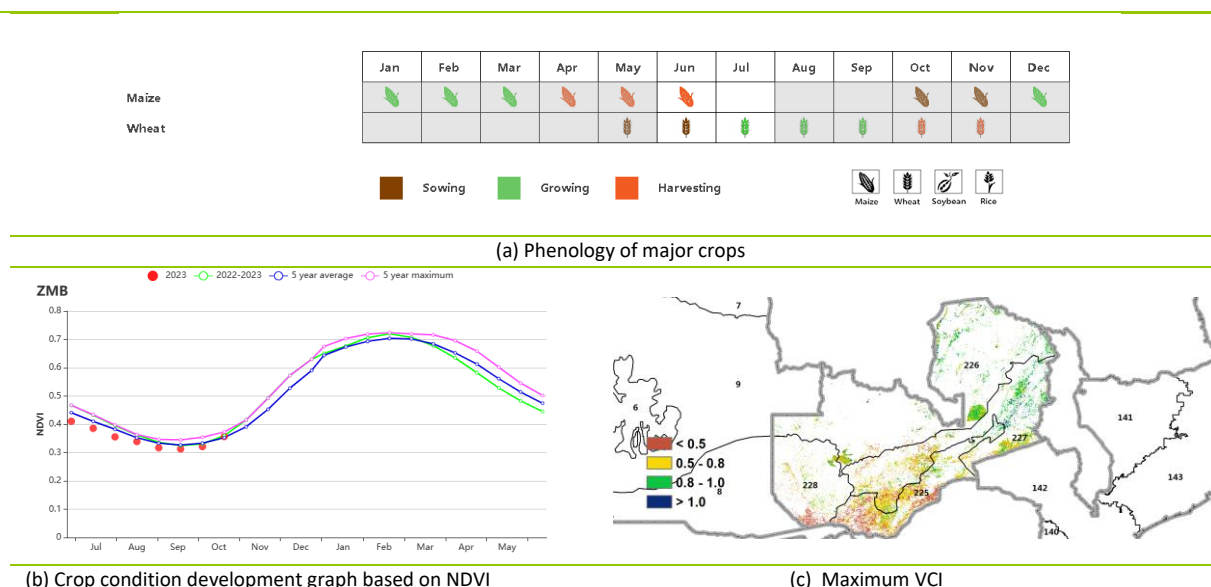 Jan Feb Mar Apr May Jun Jul Aug Sep Oct Nov Dec
Maize
Wheat
Sowing Growing Harvesting
Maize Wheat Soybean Rice
(a) Phenology of major crops
2023 2022-2023 5 year average 5 year maximum
ZMB
0.8
0.7
0.6
0.5
0.4
0.3
0.2
0.1
0
NDVI
Jul Aug Sep Oct Nov Dec Jan Feb Mar Apr May
7
226
9
6
141
227
< 0.5
0.5 - 0.8
0.8 - 1.0
> 1.0
8
228
225
142
143
140
(b) Crop condition development graph based on NDVI (c) Maximum VCI